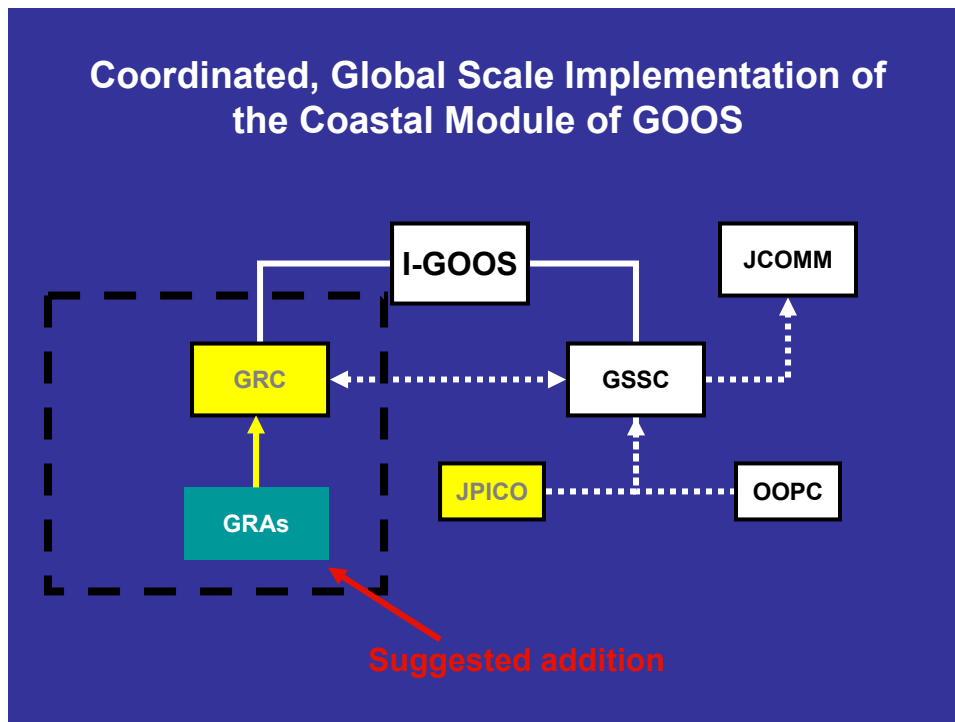 Coordinated, Global Scale Implementation of
the Coastal Module of GOOS
I-GOOS
JCOMM
GRC
GSSC
JPICO
OOPC
GRAs
Suggested addition